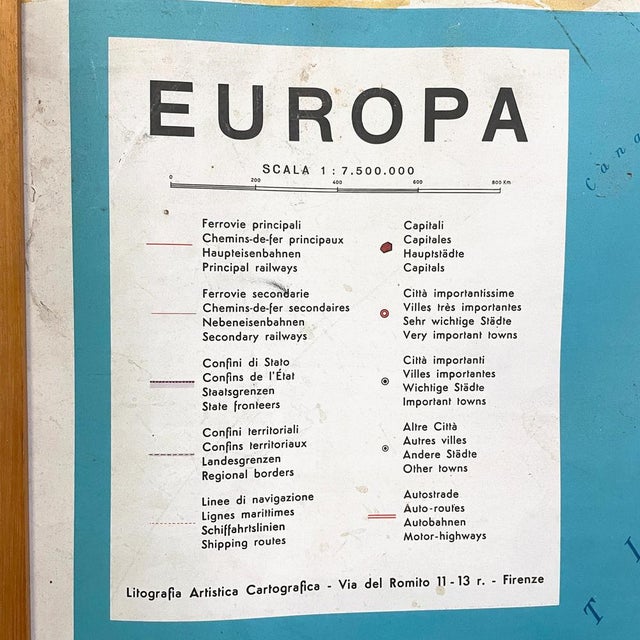 EUROPA
SCALA 1 : 7.500.000
0 200 400 600 800 Km
Ferrovie principali
Chemins-de-fer principaux
Haupteisenbahnen
Principal railways
Ferrovie secondarie
Chemins-de-fer secondaires
Nebeneisenbahnen
Secondary railways
Confini di Stato
Confins de l'État
Staatsgrenzen
State fronteers
Confini territoriali
Confins territoriaux
Landesgrenzen
Regional borders
Linee di navigazione
Lignes marittimes
Schiffahrtslinien
Shipping routes
Capitali
Capitales
Hauptstädte
Capitals
Città importantissime
Villes très importantes
Sehr wichtige Städte
Very important towns
Città importanti
Villes importantes
Wichtige Städte
Important towns
Altre Città
Autres villes
Andere Städte
Other towns
Autostrade
Auto-routes
Autobahnen
Motor-highways
Litografia Artistica Cartografica - Via del Romito 11 - 13 r. - Firenze
Cana
T I